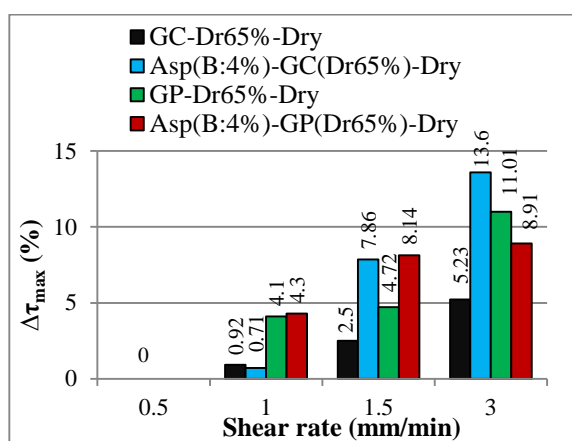 GC-Dr65%-Dry
Asp(B:4%)-GC(Dr65%)-Dry
GP-Dr65%-Dry
Asp(B:4%)-GP(Dr65%)-Dry
15
10
5
0
Δτmax (%)
0
0.92
0.71
4.1
4.3
2.5
7.86
4.72
8.14
5.23
13.6
11.01
8.91
0.5 1 1.5 3
Shear rate (mm/min)